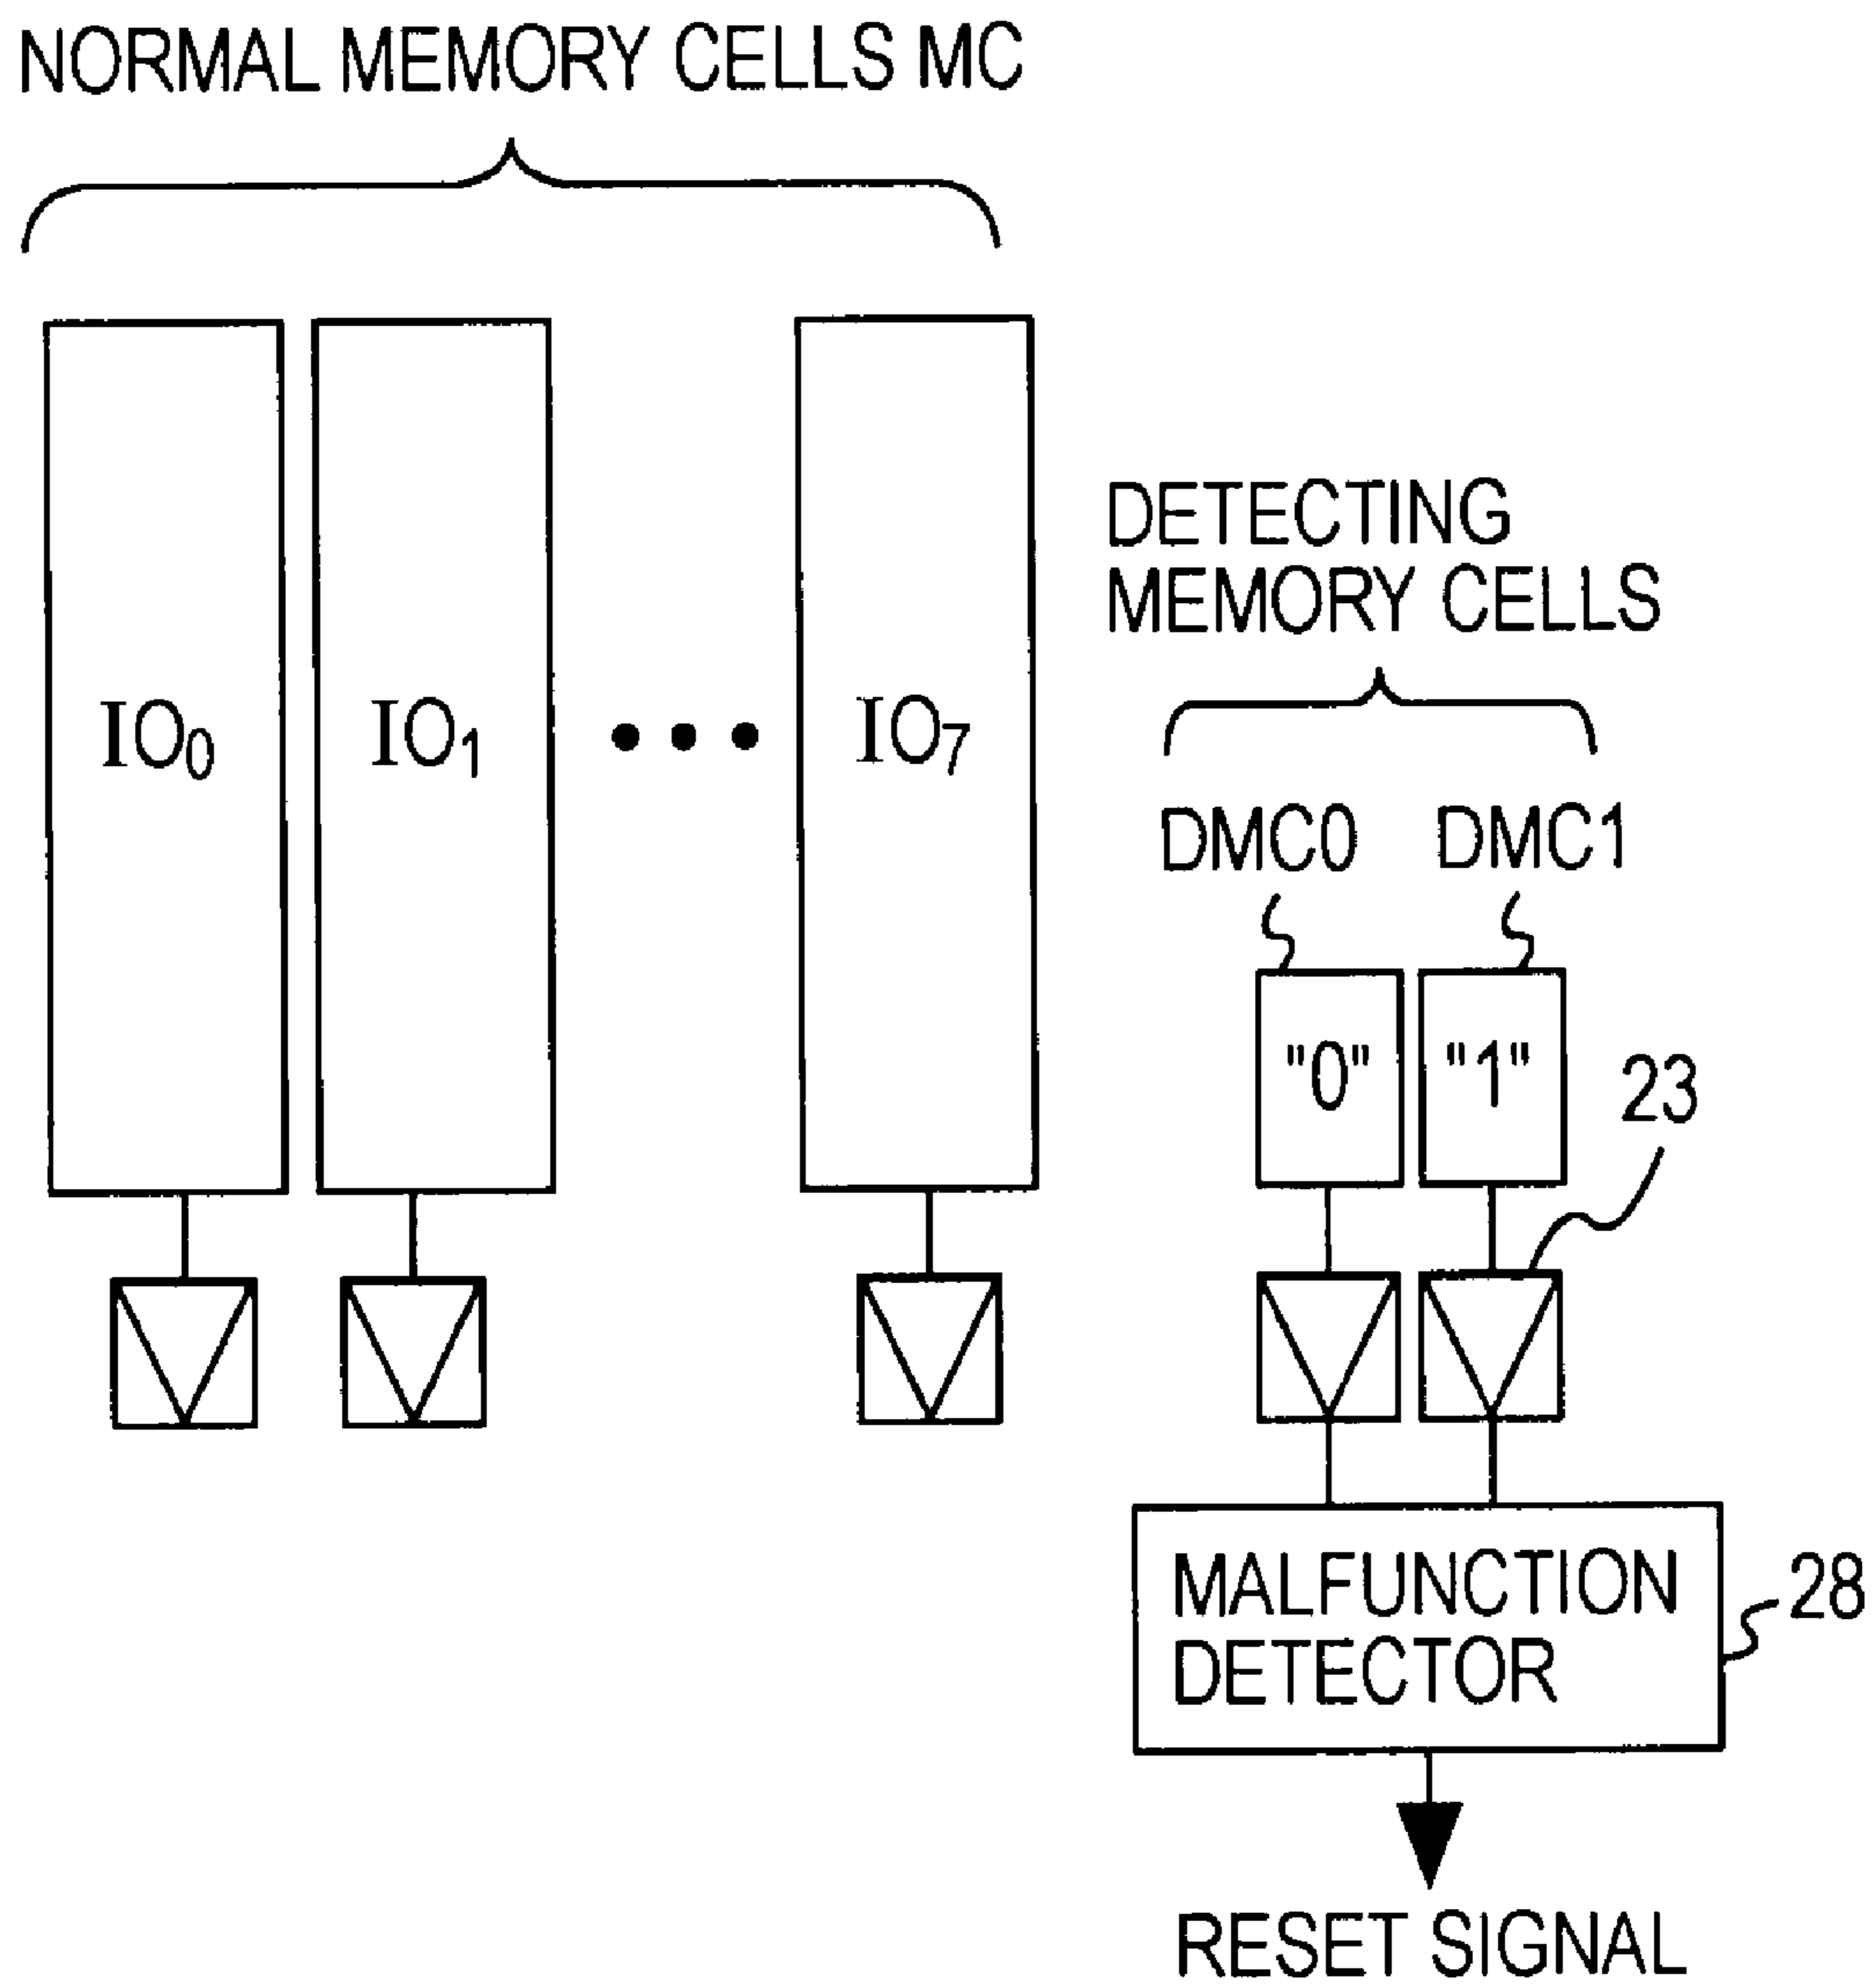 NORMAL MEMORY CELLS MC
IO0 IO1 ••• IO7
DETECTING
MEMORY CELLS
DMC0 DMC1
"0" "1"
23
MALFUNCTION
DETECTOR
28
RESET SIGNAL